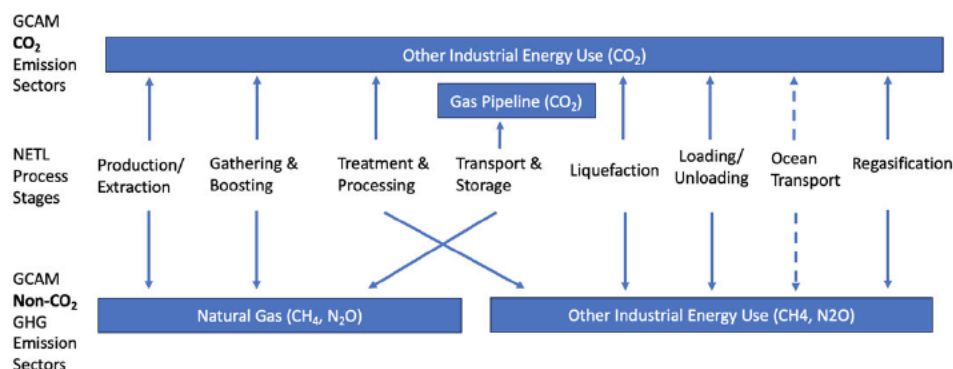 GCAM
CO₂
Emission
Sectors
Other Industrial Energy Use (CO₂)
Gas Pipeline (CO₂)
NETL
Process
Stages
Production/
Extraction
Gathering &
Boosting
Treatment &
Processing
Transport &
Storage
Liquefaction
Loading/
Unloading
Ocean
Transport
Regasification
GCAM
Non-CO₂
GHG
Emission
Sectors
Natural Gas (CH₄, N₂O)
Other Industrial Energy Use (CH4, N2O)